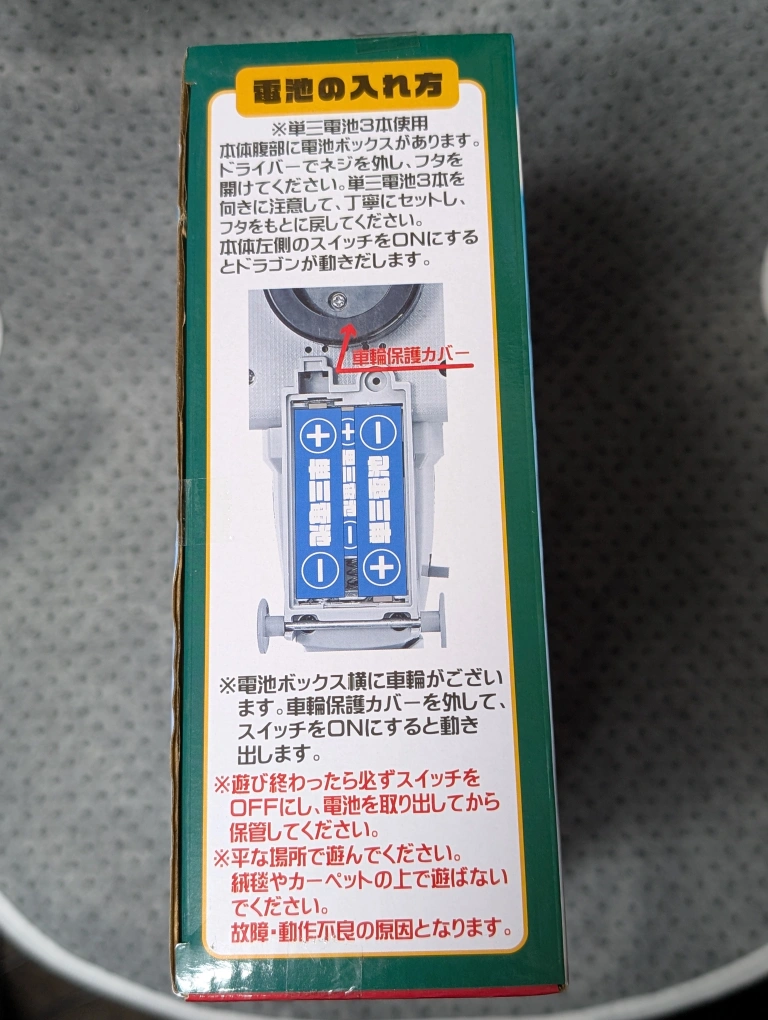 電池の入れ方
※単三電池3本使用
本体腹部に電池ボックスがあります。
ドライバーでネジを外し、フタを
開けてください。単三電池3本を
向きに注意して、丁寧にセットし、
フタをもとに戻してください。
本体左側のスイッチをONにする
とドラゴンが動きだします。
車輪保護カバー
+ 単三電池 −
(+) 単三電池 (−)
− 単三電池 +
※電池ボックス横に車輪がござい
ます。車輪保護カバーを外して、
スイッチをONにすると動き
出します。
※遊び終わったら必ずスイッチを
OFFにし、電池を取り出してから
保管してください。
※平な場所で遊んでください。
絨毯やカーペットの上で遊ばない
でください。
故障・動作不良の原因となります。